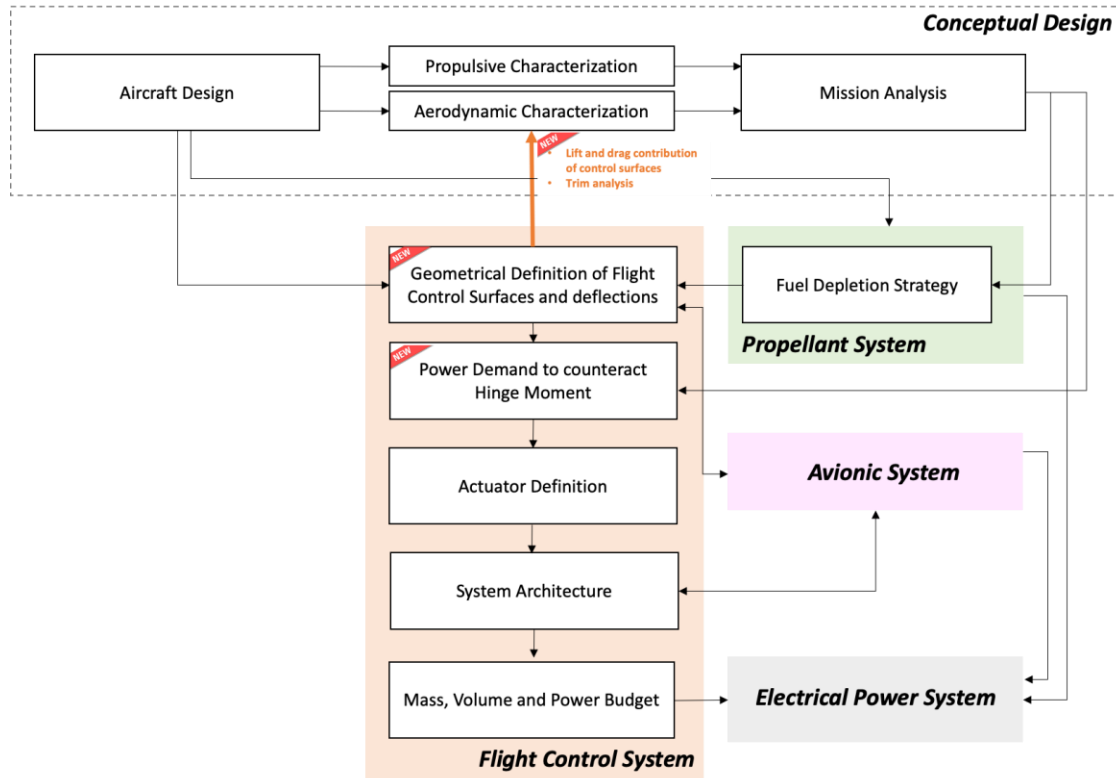 Conceptual Design
Propulsive Characterization
Aircraft Design
Mission Analysis
Aerodynamic Characterization
NEW
• Lift and drag contribution
of control surfaces
• Trim analysis
NEW
Geometrical Definition of Flight
Control Surfaces and deflections
Fuel Depletion Strategy
Propellant System
NEW
Power Demand to counteract
Hinge Moment
Actuator Definition
Avionic System
System Architecture
Mass, Volume and Power Budget
Electrical Power System
Flight Control System